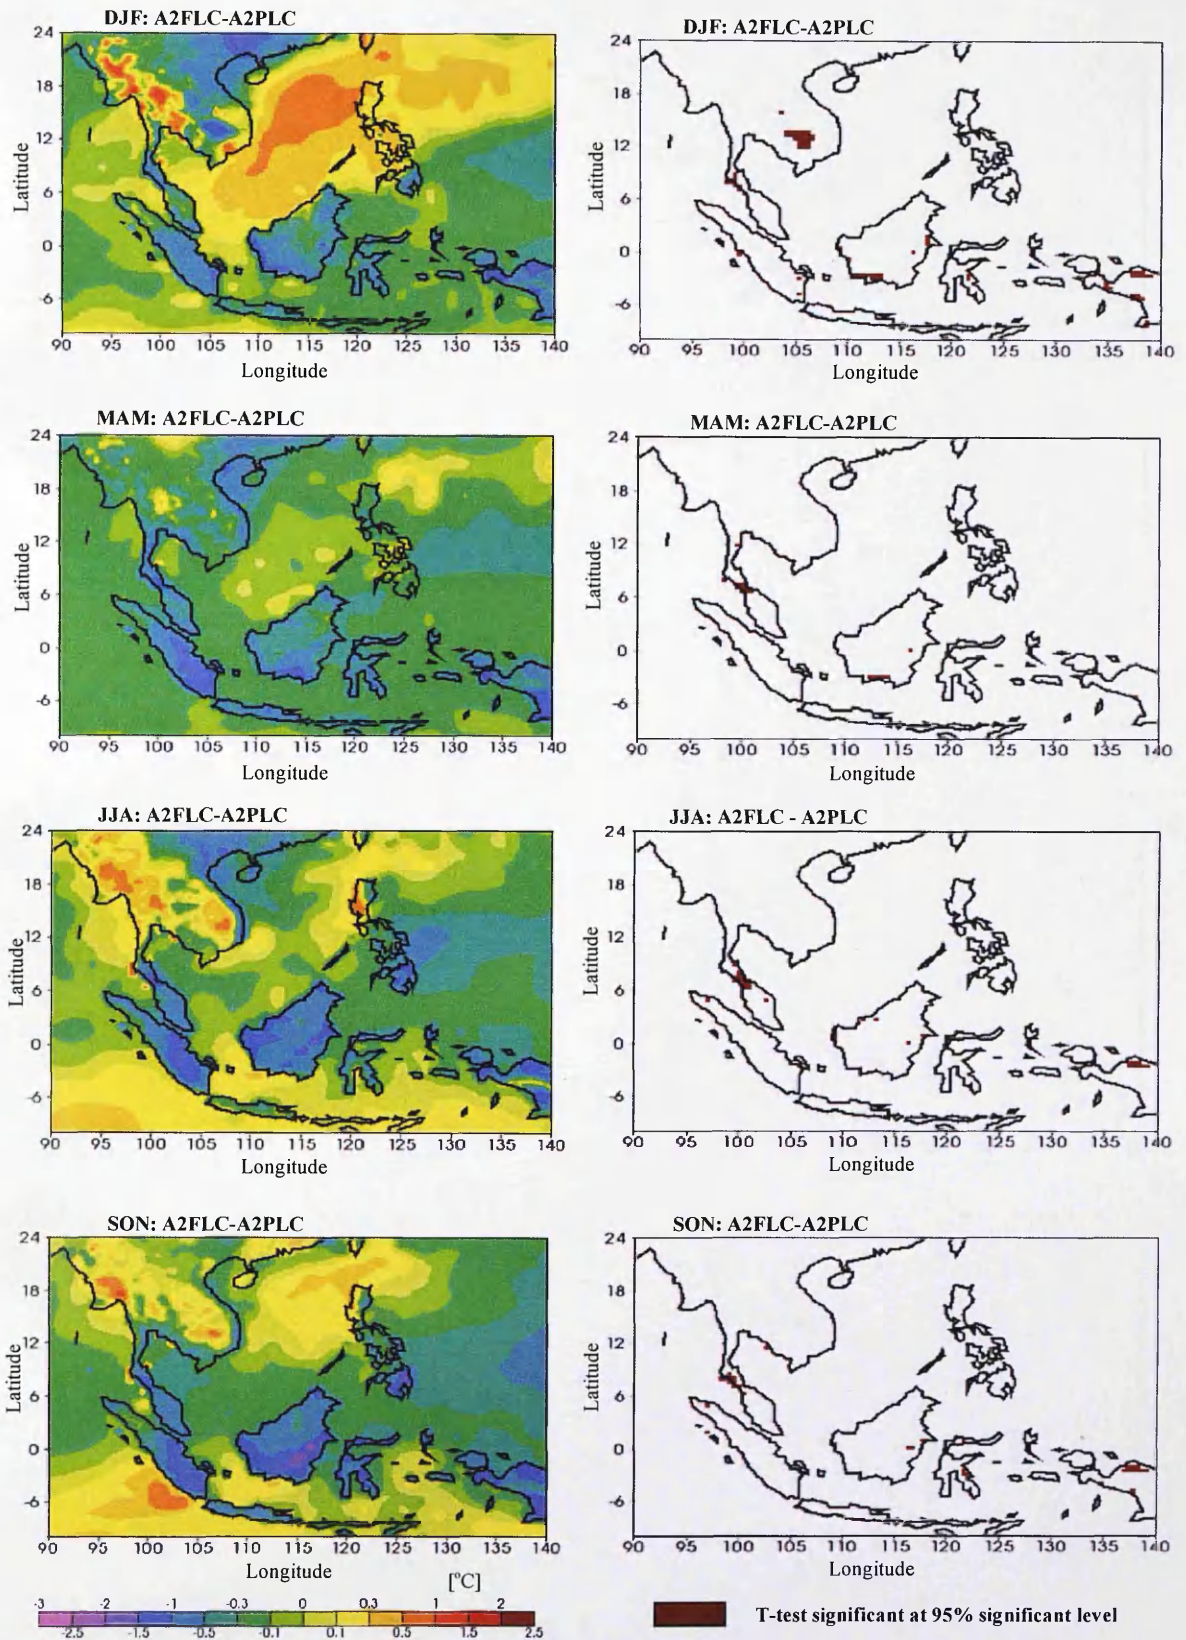 DJF: A2FLC-A2PLC
24
18
12
6
0
-6
Latitude
90 95 100 105 110 115 120 125 130 135 140
Longitude
DJF: A2FLC-A2PLC
24
18
12
6
0
-6
Latitude
90 95 100 105 110 115 120 125 130 135 140
Longitude
MAM: A2FLC-A2PLC
24
18
12
6
0
-6
Latitude
90 95 100 105 110 115 120 125 130 135 140
Longitude
MAM: A2FLC-A2PLC
24
18
12
6
0
-6
Latitude
90 95 100 105 110 115 120 125 130 135 140
Longitude
JJA: A2FLC-A2PLC
24
18
12
6
0
-6
Latitude
90 95 100 105 110 115 120 125 130 135 140
Longitude
JJA: A2FLC - A2PLC
24
18
12
6
0
-6
Latitude
90 95 100 105 110 115 120 125 130 135 140
Longitude
SON: A2FLC-A2PLC
24
18
12
6
0
-6
Latitude
90 95 100 105 110 115 120 125 130 135 140
Longitude
SON: A2FLC-A2PLC
24
18
12
6
0
-6
Latitude
90 95 100 105 110 115 120 125 130 135 140
Longitude
[°C]
-3 -2 -1 -0.3 0 0.3 1 2
-2.5 -1.5 -0.5 -0.1 0.1 0.5 1.5 2.5
T-test significant at 95% significant level